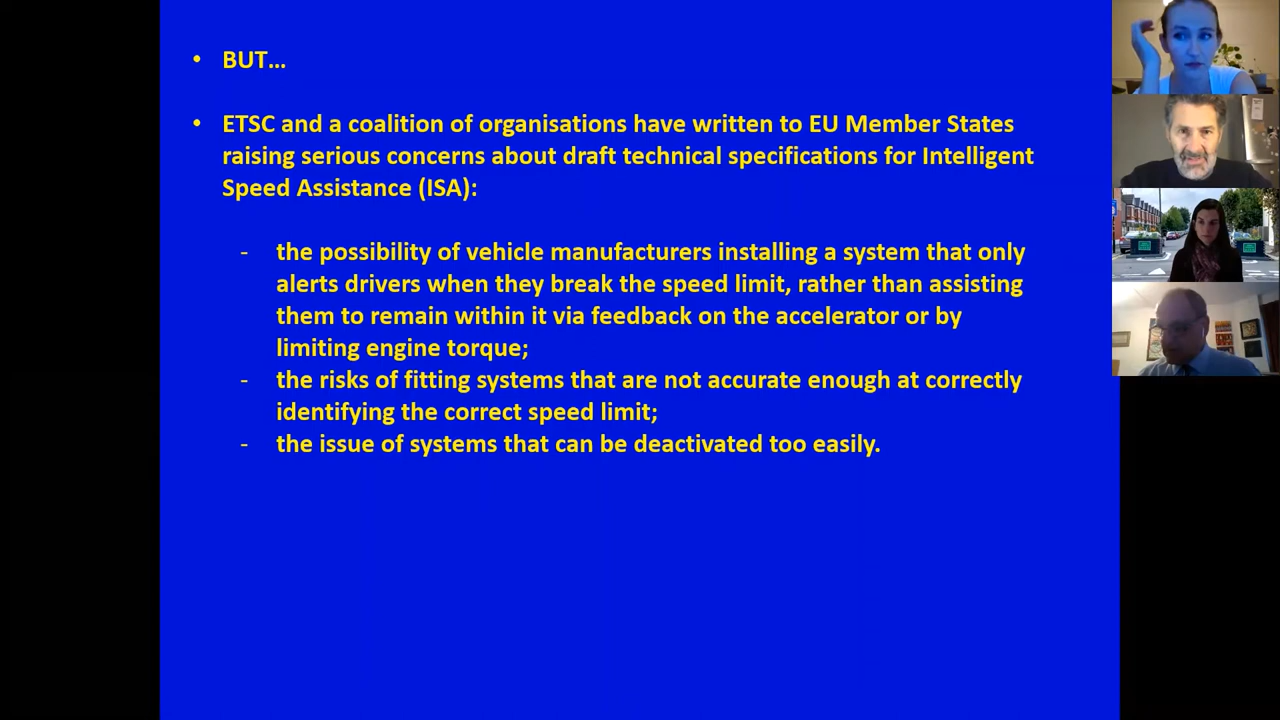 • BUT…
• ETSC and a coalition of organisations have written to EU Member States
raising serious concerns about draft technical specifications for Intelligent
Speed Assistance (ISA):
- the possibility of vehicle manufacturers installing a system that only
alerts drivers when they break the speed limit, rather than assisting
them to remain within it via feedback on the accelerator or by
limiting engine torque;
- the risks of fitting systems that are not accurate enough at correctly
identifying the correct speed limit;
- the issue of systems that can be deactivated too easily.